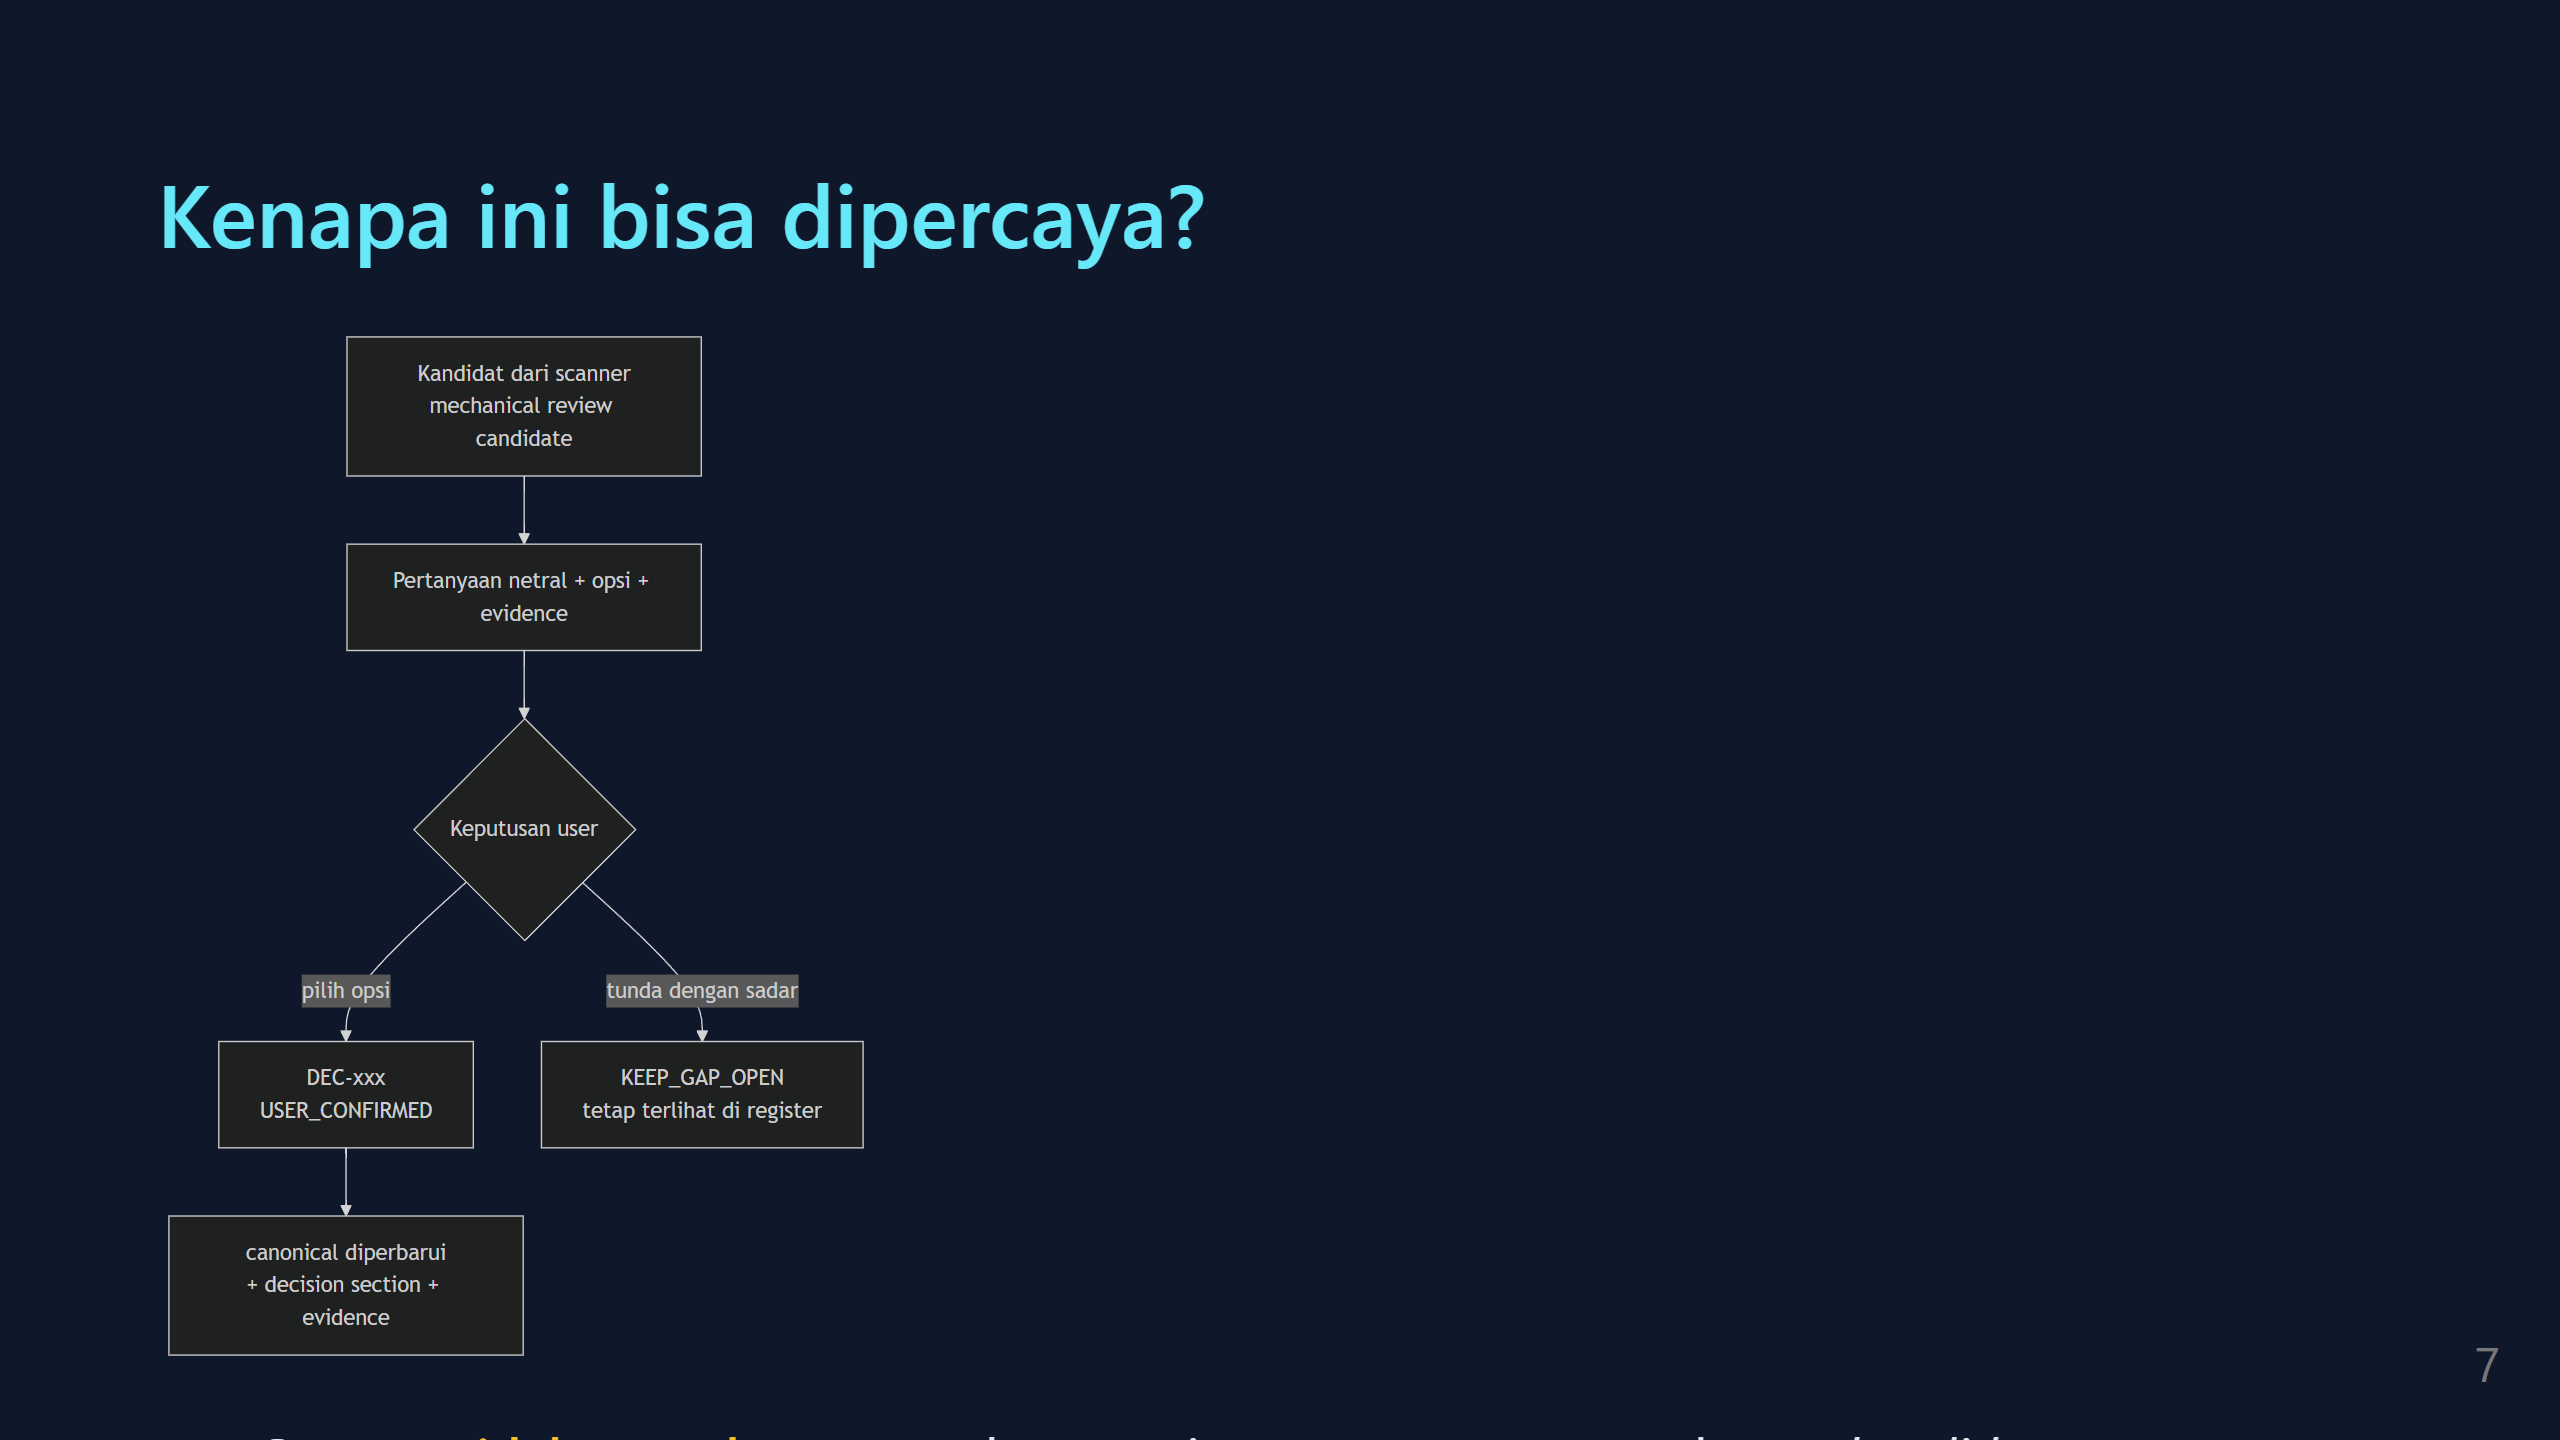 Kenapa ini bisa dipercaya?
Kandidat dari scanner
mechanical review
candidate
Pertanyaan netral + opsi +
evidence
Keputusan user
pilih opsi
tunda dengan sadar
DEC-xxx
USER_CONFIRMED
KEEP_GAP_OPEN
tetap terlihat di register
canonical diperbarui
+ decision section +
evidence
7